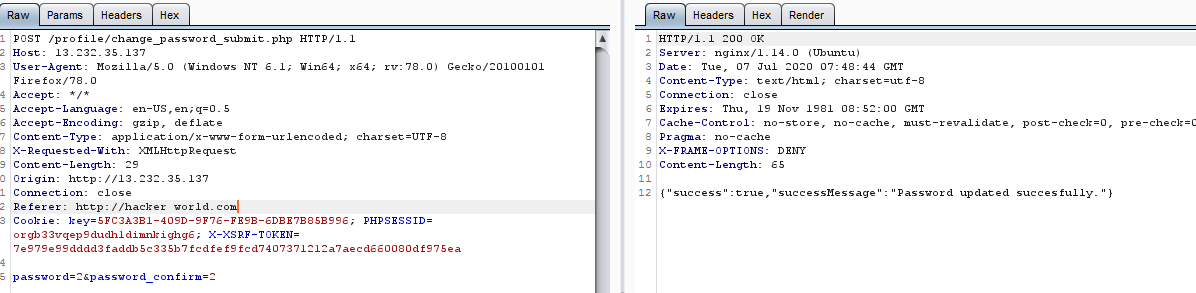 Raw Params Headers Hex
1 POST /profile/change_password_submit.php HTTP/1.1
2 Host: 13.232.35.137
3 User-Agent: Mozilla/5.0 (Windows NT 6.1; Win64; x64; rv:78.0) Gecko/20100101
Firefox/78.0
4 Accept: */*
5 Accept-Language: en-US,en;q=0.5
6 Accept-Encoding: gzip, deflate
7 Content-Type: application/x-www-form-urlencoded; charset=UTF-8
8 X-Requested-With: XMLHttpRequest
9 Content-Length: 29
0 Origin: http://13.232.35.137
1 Connection: close
2 Referer: http://hacker world.com
3 Cookie: key=5FC3A3B1-409D-9F76-FE9B-6DBE7B85B996; PHPSESSID=
orgb33vqep9dudhldimnkighg6; X-XSRF-TOKEN=
7e979e99dddd3faddb5c335b7fcdfef9fcd7407371212a7aecd660080df975ea
4
5 password=2&password_confirm=2
Raw Headers Hex Render
1 HTTP/1.1 200 OK
2 Server: nginx/1.14.0 (Ubuntu)
3 Date: Tue, 07 Jul 2020 07:48:44 GMT
4 Content-Type: text/html; charset=utf-8
5 Connection: close
6 Expires: Thu, 19 Nov 1981 08:52:00 GMT
7 Cache-Control: no-store, no-cache, must-revalidate, post-check=0, pre-check=0
8 Pragma: no-cache
9 X-FRAME-OPTIONS: DENY
10 Content-Length: 65
11
12 {"success":true,"successMessage":"Password updated succesfully."}